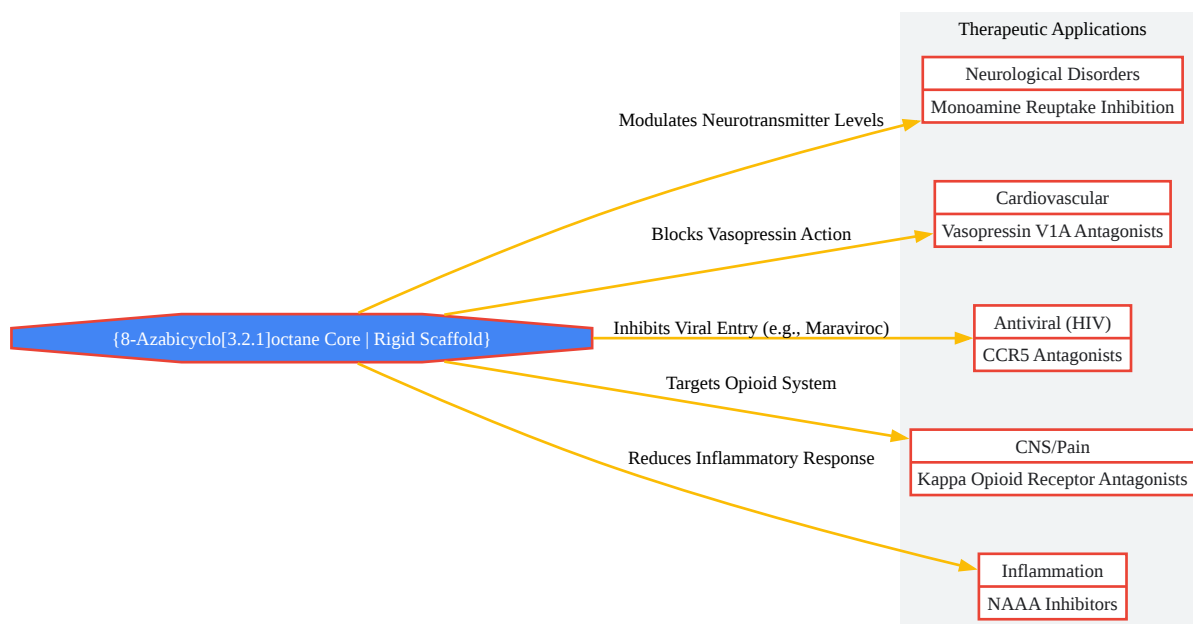 Therapeutic Applications
Neurological Disorders
Monoamine Reuptake Inhibition
Modulates Neurotransmitter Levels
Cardiovascular
Vasopressin V1A Antagonists
Blocks Vasopressin Action
{8-Azabicyclo[3.2.1]octane Core | Rigid Scaffold}
Inhibits Viral Entry (e.g., Maraviroc)
Antiviral (HIV)
CCR5 Antagonists
Targets Opioid System
CNS/Pain
Kappa Opioid Receptor Antagonists
Reduces Inflammatory Response
Inflammation
NAAA Inhibitors